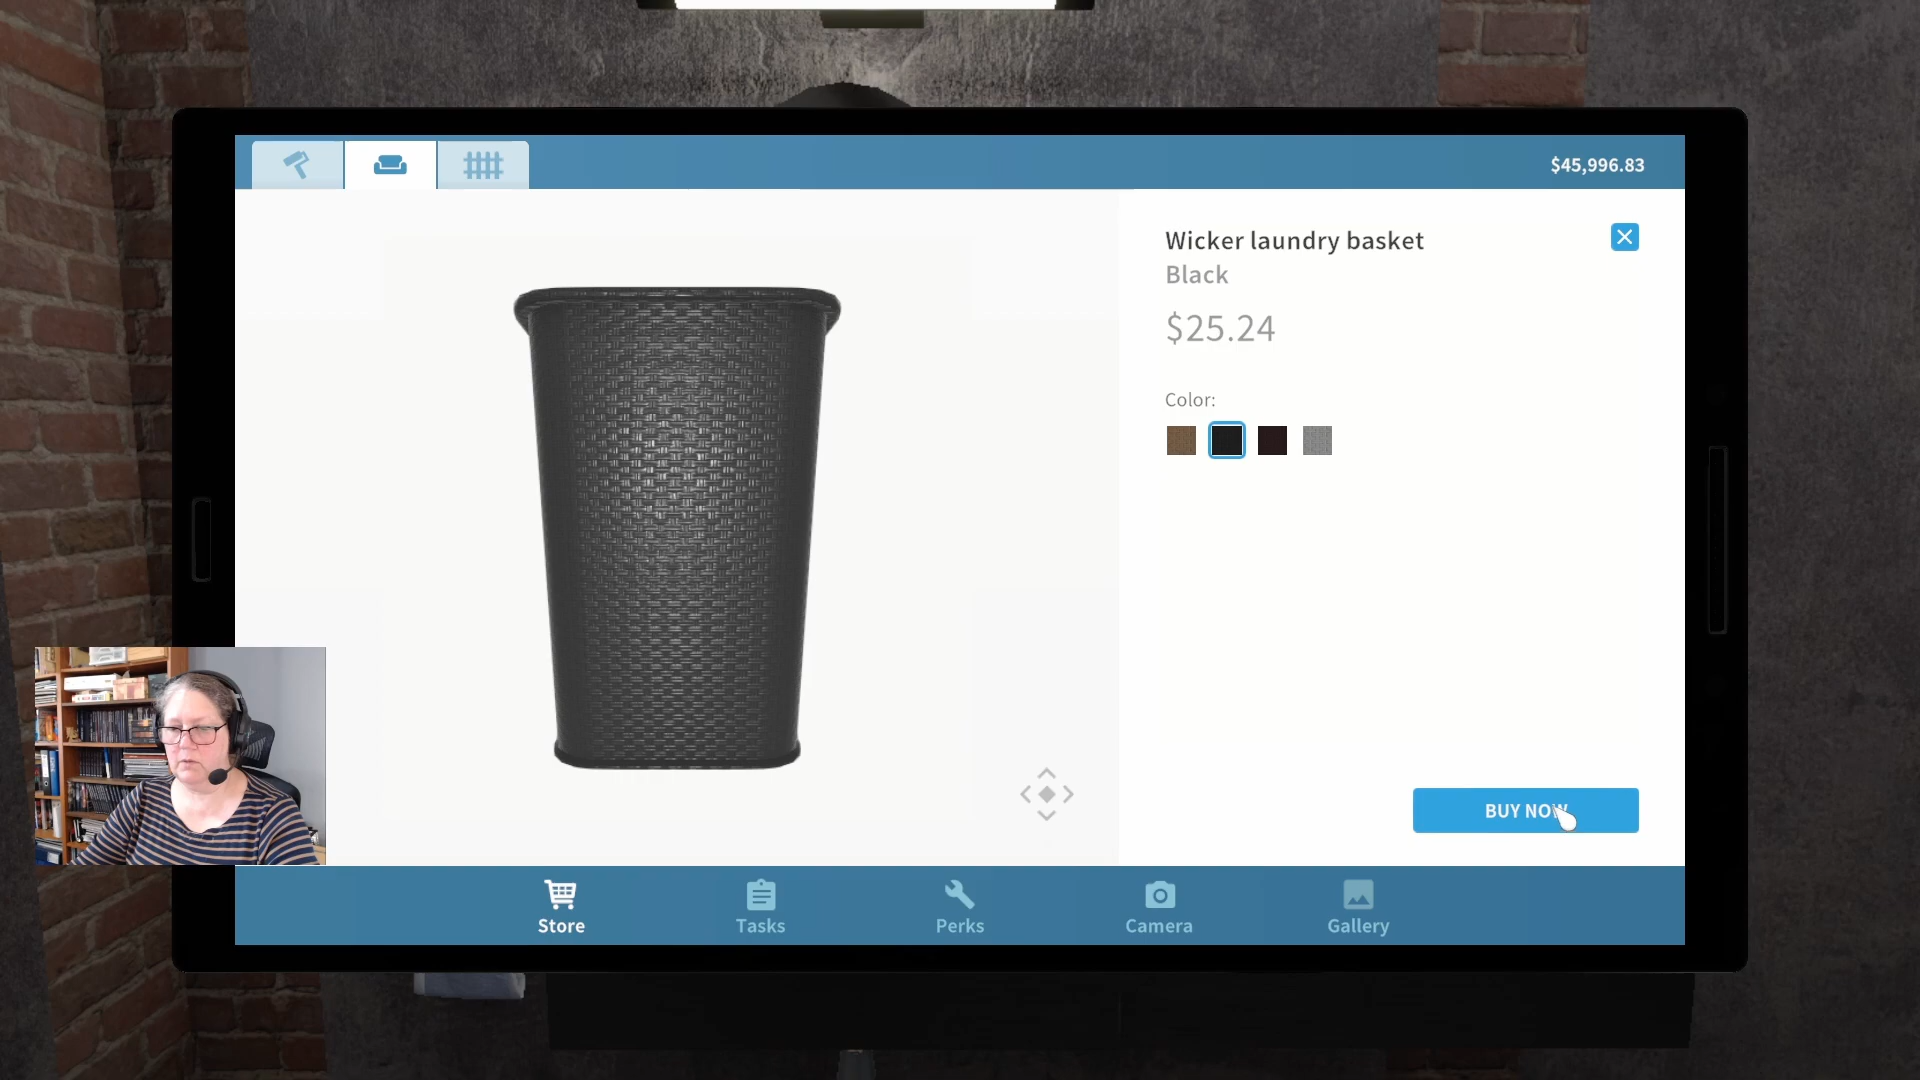 $45,996.83
Wicker laundry basket
Black
$25.24
Color:
BUY NOW
Store
Tasks
Perks
Camera
Gallery